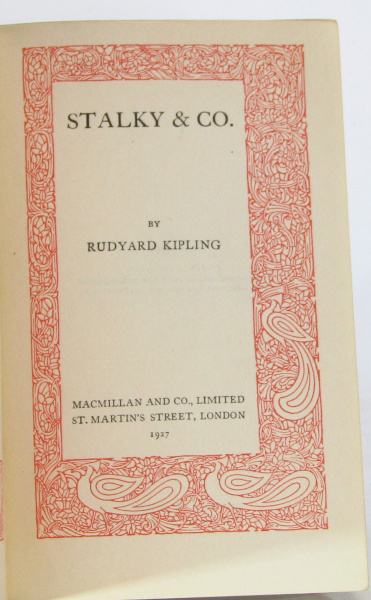 STALKY & CO.
BY
RUDYARD KIPLING
MACMILLAN AND CO., LIMITED
ST. MARTIN'S STREET, LONDON
1927